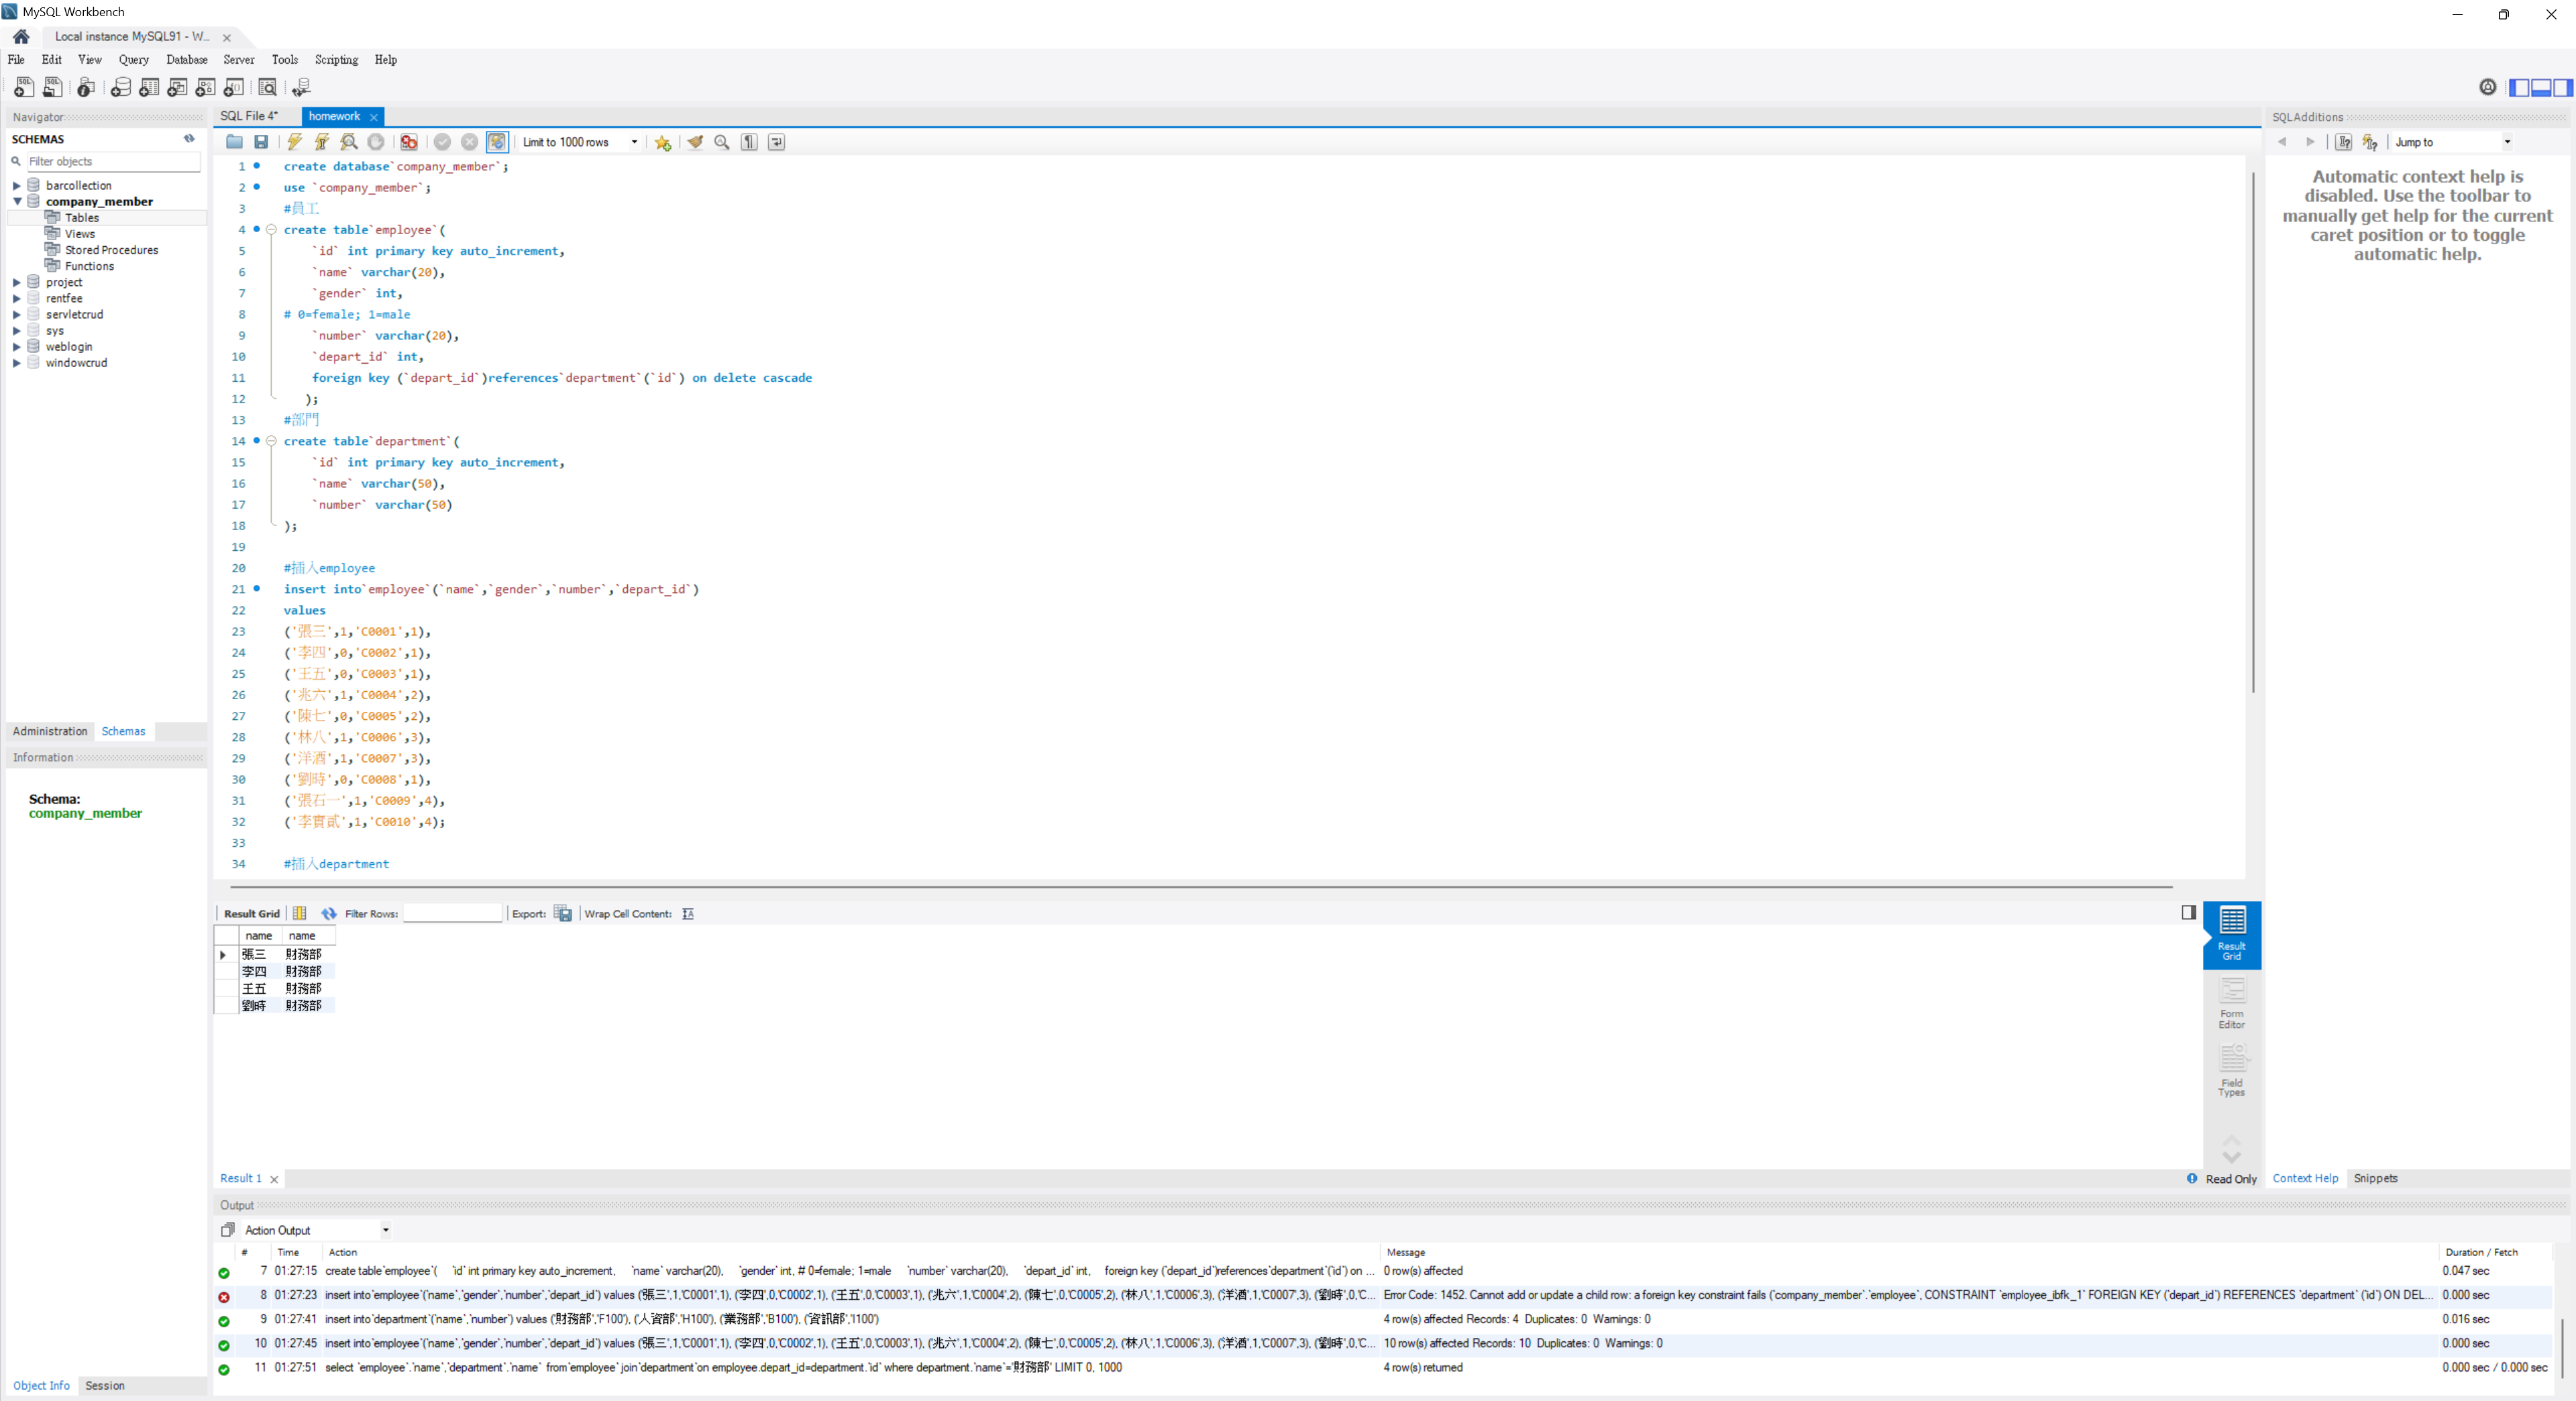 MySQL Workbench
Local instance MySQL91 - W...
File Edit View Query Database Server Tools Scripting Help
Navigator
SCHEMAS
Filter objects
barcollection
company_member
Tables
Views
Stored Procedures
Functions
project
rentfee
servletcrud
sys
weblogin
windowcrud
Administration Schemas
Information
Schema:
company_member
Object Info Session
SQL File 4* homework
Limit to 1000 rows
1 create database`company_member`;
2 use `company_member`;
3 #員工
4 create table`employee`(
5 `id` int primary key auto_increment,
6 `name` varchar(20),
7 `gender` int,
8 # 0=female; 1=male
9 `number` varchar(20),
10 `depart_id` int,
11 foreign key (`depart_id`)references`department`(`id`) on delete cascade
12 );
13 #部門
14 create table`department`(
15 `id` int primary key auto_increment,
16 `name` varchar(50),
17 `number` varchar(50)
18 );
19
20 #插入employee
21 insert into`employee`(`name`,`gender`,`number`,`depart_id`)
22 values
23 ('張三',1,'C0001',1),
24 ('李四',0,'C0002',1),
25 ('王五',0,'C0003',1),
26 ('兆六',1,'C0004',2),
27 ('陳七',0,'C0005',2),
28 ('林八',1,'C0006',3),
29 ('洋酒',1,'C0007',3),
30 ('劉時',0,'C0008',1),
31 ('張石一',1,'C0009',4),
32 ('李實貳',1,'C0010',4);
33
34 #插入department
Result Grid Filter Rows: Export: Wrap Cell Content:
name name
張三 財務部
李四 財務部
王五 財務部
劉時 財務部
Result Grid
Form Editor
Field Types
Result 1
Read Only
Output
Action Output
# Time Action Message Duration / Fetch
7 01:27:15 create table`employee`( `id` int primary key auto_increment, `name` varchar(20), `gender` int, # 0=female; 1=male `number` varchar(20), `depart_id` int, foreign key (`depart_id`)references`department`(`id`) on ... 0 row(s) affected 0.047 sec
8 01:27:23 insert into`employee`(`name`,`gender`,`number`,`depart_id`) values ('張三',1,'C0001',1), ('李四',0,'C0002',1), ('王五',0,'C0003',1), ('兆六',1,'C0004',2), ('陳七',0,'C0005',2), ('林八',1,'C0006',3), ('洋酒',1,'C0007',3), ('劉時',0,'C... Error Code: 1452. Cannot add or update a child row: a foreign key constraint fails (`company_member`.`employee`, CONSTRAINT `employee_ibfk_1` FOREIGN KEY (`depart_id`) REFERENCES `department` (`id`) ON DEL... 0.000 sec
9 01:27:41 insert into`department`(`name`,`number`) values ('財務部','F100'), ('人資部','H100'), ('業務部','B100'), ('資訊部','I100') 4 row(s) affected Records: 4 Duplicates: 0 Warnings: 0 0.016 sec
10 01:27:45 insert into`employee`(`name`,`gender`,`number`,`depart_id`) values ('張三',1,'C0001',1), ('李四',0,'C0002',1), ('王五',0,'C0003',1), ('兆六',1,'C0004',2), ('陳七',0,'C0005',2), ('林八',1,'C0006',3), ('洋酒',1,'C0007',3), ('劉時',0,'C... 10 row(s) affected Records: 10 Duplicates: 0 Warnings: 0 0.000 sec
11 01:27:51 select `employee`.`name`,`department`.`name` from`employee` join`department`on employee.depart_id=department.`id` where department.`name`='財務部' LIMIT 0, 1000 4 row(s) returned 0.000 sec / 0.000 sec
SQLAdditions
Jump to
Automatic context help is
disabled. Use the toolbar to
manually get help for the current
caret position or to toggle
automatic help.
Context Help Snippets